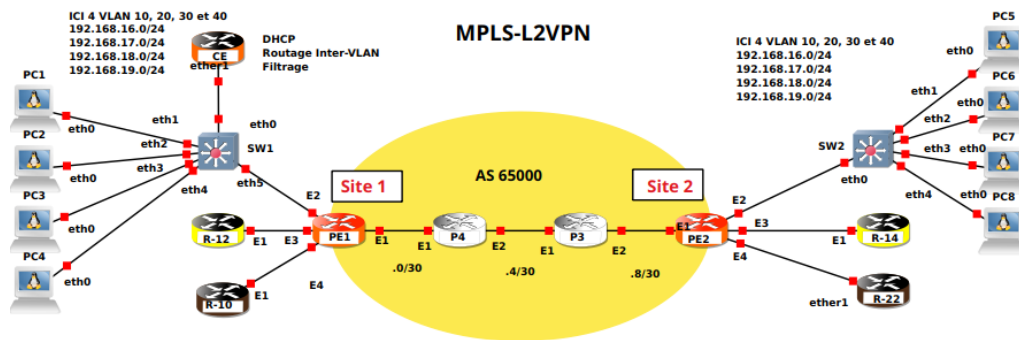 ICI 4 VLAN 10, 20, 30 et 40
192.168.16.0/24
192.168.17.0/24
192.168.18.0/24
192.168.19.0/24
CE
ether1
DHCP
Routage Inter-VLAN
Filtrage
MPLS-L2VPN
ICI 4 VLAN 10, 20, 30 et 40
192.168.16.0/24
192.168.17.0/24
192.168.18.0/24
192.168.19.0/24
PC1
eth0
PC2
eth0
PC3
eth0
PC4
eth0
eth1
eth2
eth3
eth4
eth0
SW1
eth5
E2
Site 1
AS 65000
Site 2
R-12
E1
E3
PE1
E1
R-10
E1
E4
E1
P4
E2
E1
P3
E2
.0/30
.4/30
.8/30
E1
PE2
E2
E3
E4
E1
R-14
ether1
R-22
SW2
eth0
eth1
eth2
eth3
eth4
PC5
eth0
PC6
eth0
PC7
eth0
PC8
eth0